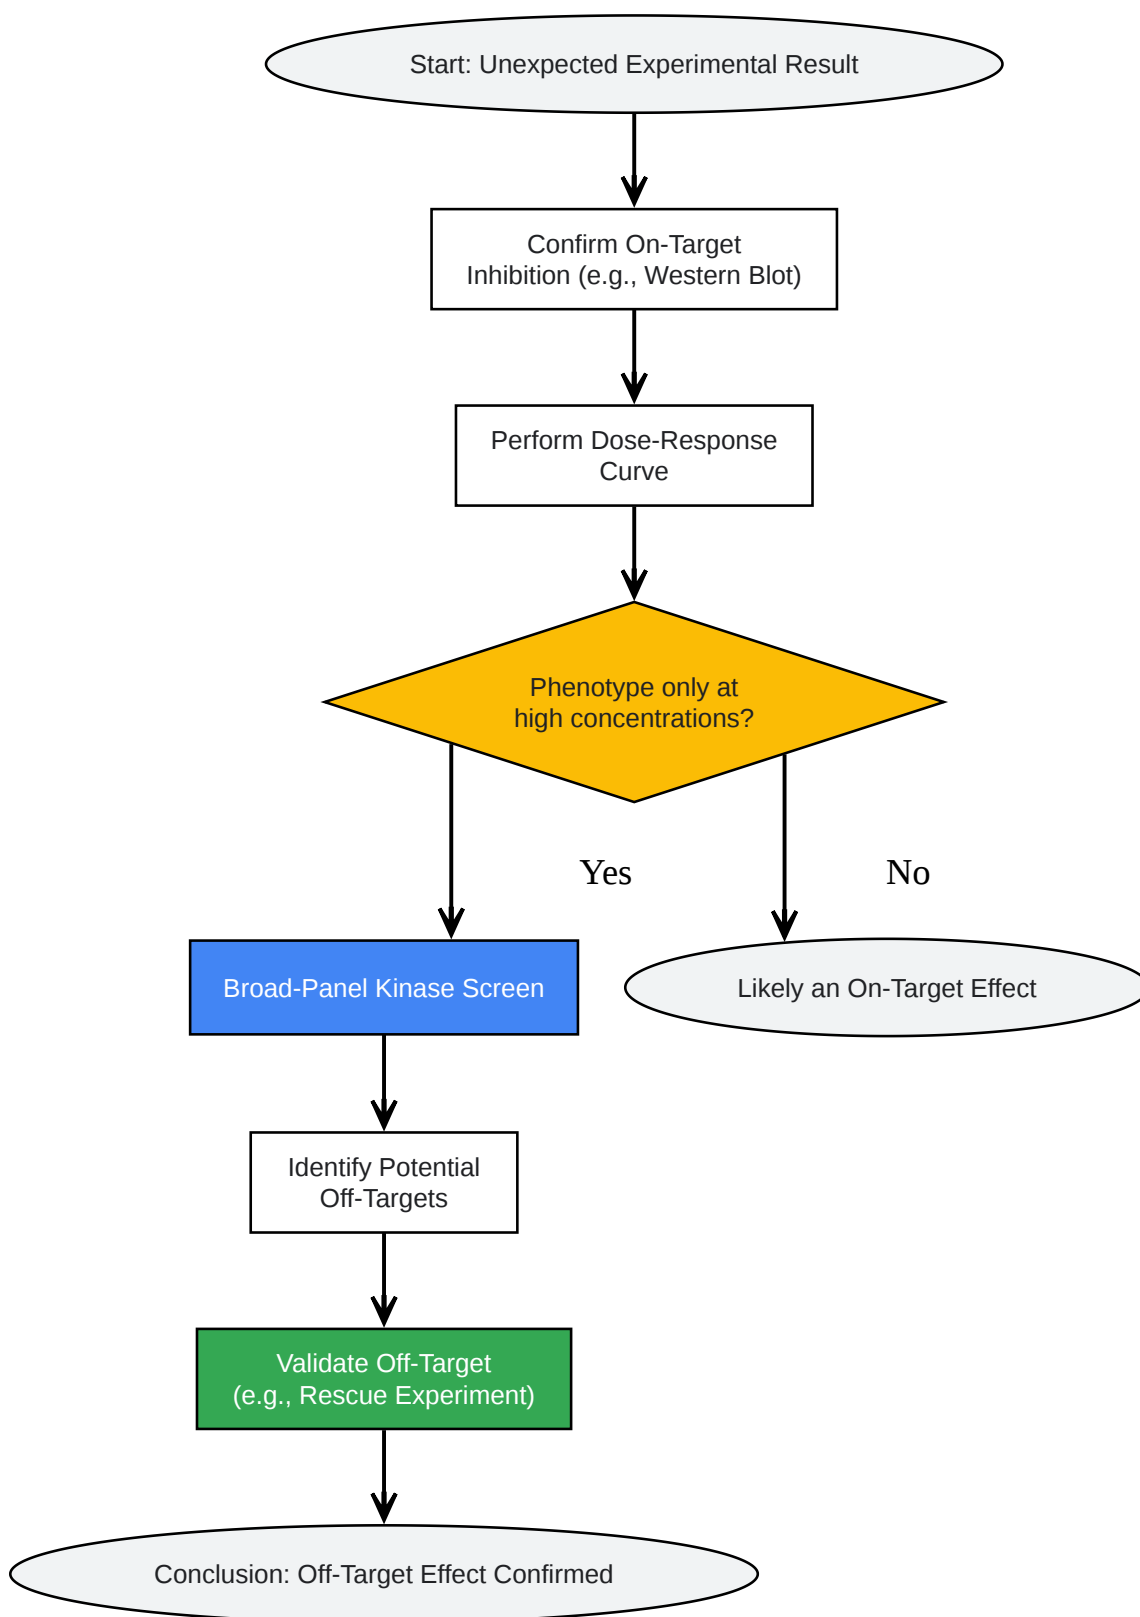 Start: Unexpected Experimental Result
Confirm On-Target
Inhibition (e.g., Western Blot)
Perform Dose-Response
Curve
Phenotype only at
high concentrations?
Yes
No
Broad-Panel Kinase Screen
Likely an On-Target Effect
Identify Potential
Off-Targets
Validate Off-Target
(e.g., Rescue Experiment)
Conclusion: Off-Target Effect Confirmed